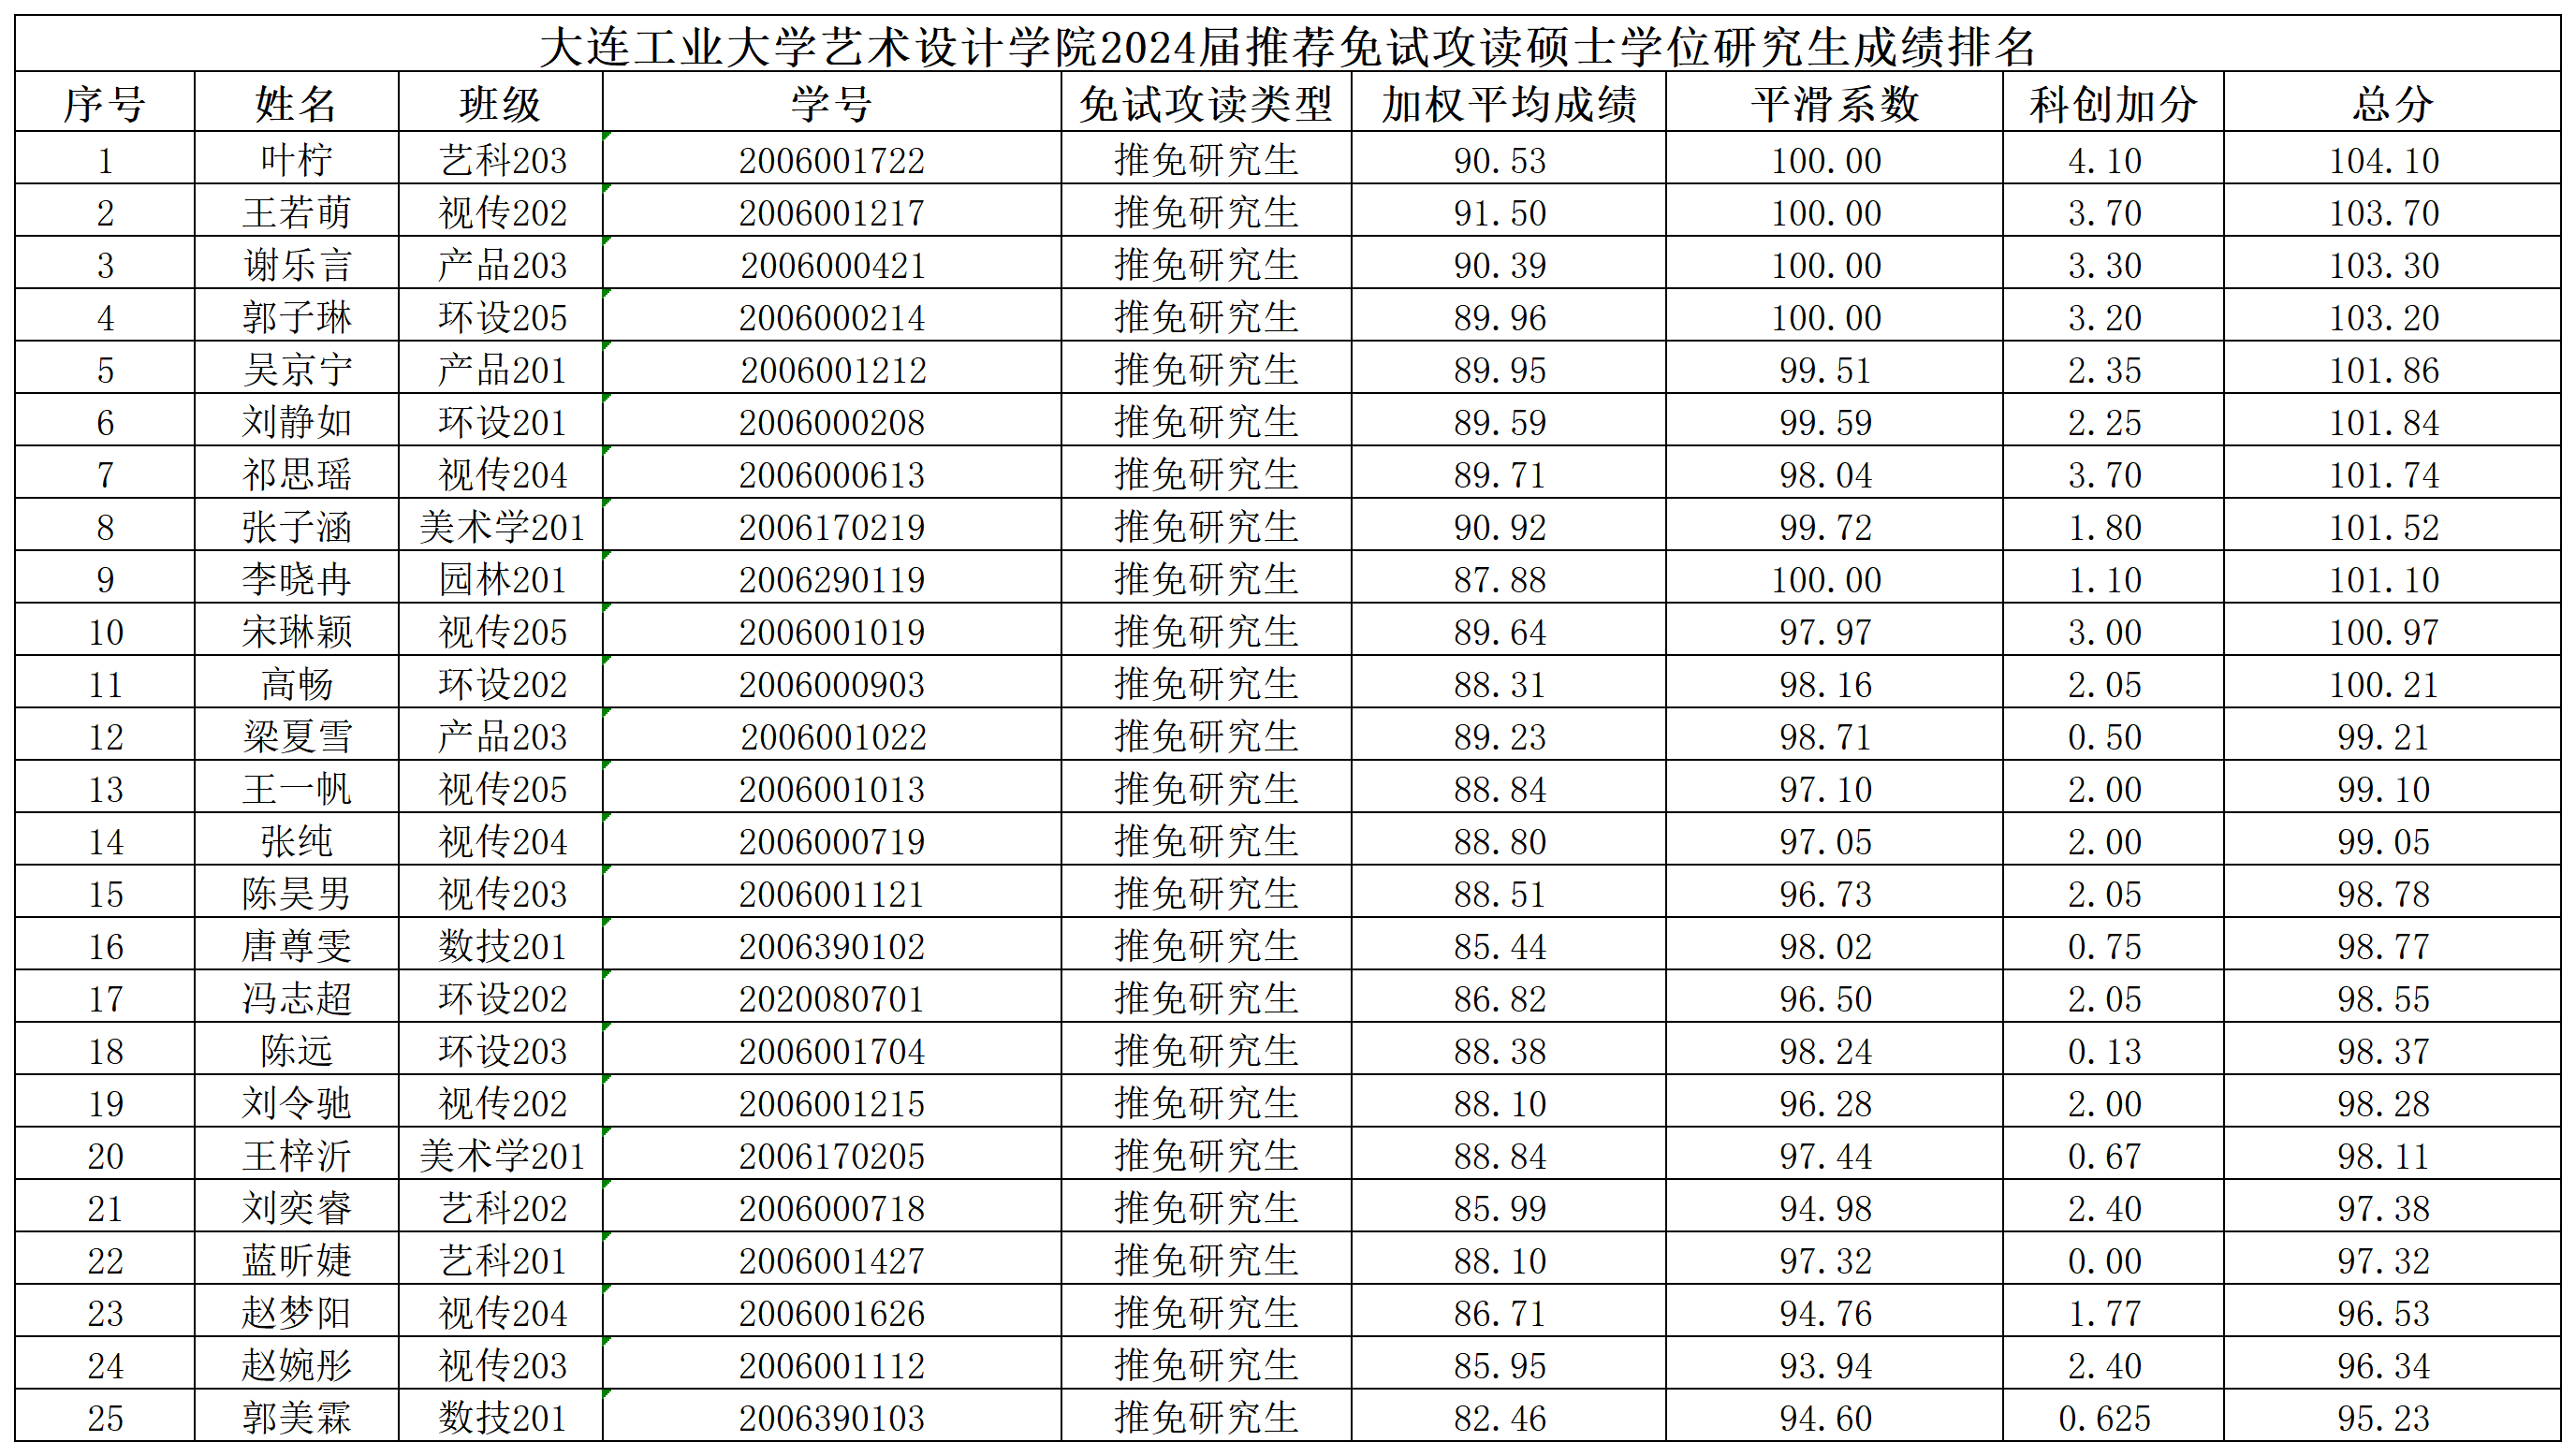 大连工业大学艺术设计学院2024届推荐免试攻读硕士学位研究生成绩排名
序号 姓名 班级 学号 免试攻读类型 加权平均成绩 平滑系数 科创加分 总分
1 叶柠 艺科203 2006001722 推免研究生 90.53 100.00 4.10 104.10
2 王若萌 视传202 2006001217 推免研究生 91.50 100.00 3.70 103.70
3 谢乐言 产品203 2006000421 推免研究生 90.39 100.00 3.30 103.30
4 郭子琳 环设205 2006000214 推免研究生 89.96 100.00 3.20 103.20
5 吴京宁 产品201 2006001212 推免研究生 89.95 99.51 2.35 101.86
6 刘静如 环设201 2006000208 推免研究生 89.59 99.59 2.25 101.84
7 祁思瑶 视传204 2006000613 推免研究生 89.71 98.04 3.70 101.74
8 张子涵 美术学201 2006170219 推免研究生 90.92 99.72 1.80 101.52
9 李晓冉 园林201 2006290119 推免研究生 87.88 100.00 1.10 101.10
10 宋琳颖 视传205 2006001019 推免研究生 89.64 97.97 3.00 100.97
11 高畅 环设202 2006000903 推免研究生 88.31 98.16 2.05 100.21
12 梁夏雪 产品203 2006001022 推免研究生 89.23 98.71 0.50 99.21
13 王一帆 视传205 2006001013 推免研究生 88.84 97.10 2.00 99.10
14 张纯 视传204 2006000719 推免研究生 88.80 97.05 2.00 99.05
15 陈昊男 视传203 2006001121 推免研究生 88.51 96.73 2.05 98.78
16 唐尊雯 数技201 2006390102 推免研究生 85.44 98.02 0.75 98.77
17 冯志超 环设202 2020080701 推免研究生 86.82 96.50 2.05 98.55
18 陈远 环设203 2006001704 推免研究生 88.38 98.24 0.13 98.37
19 刘令驰 视传202 2006001215 推免研究生 88.10 96.28 2.00 98.28
20 王梓沂 美术学201 2006170205 推免研究生 88.84 97.44 0.67 98.11
21 刘奕睿 艺科202 2006000718 推免研究生 85.99 94.98 2.40 97.38
22 蓝昕婕 艺科201 2006001427 推免研究生 88.10 97.32 0.00 97.32
23 赵梦阳 视传204 2006001626 推免研究生 86.71 94.76 1.77 96.53
24 赵婉彤 视传203 2006001112 推免研究生 85.95 93.94 2.40 96.34
25 郭美霖 数技201 2006390103 推免研究生 82.46 94.60 0.625 95.23